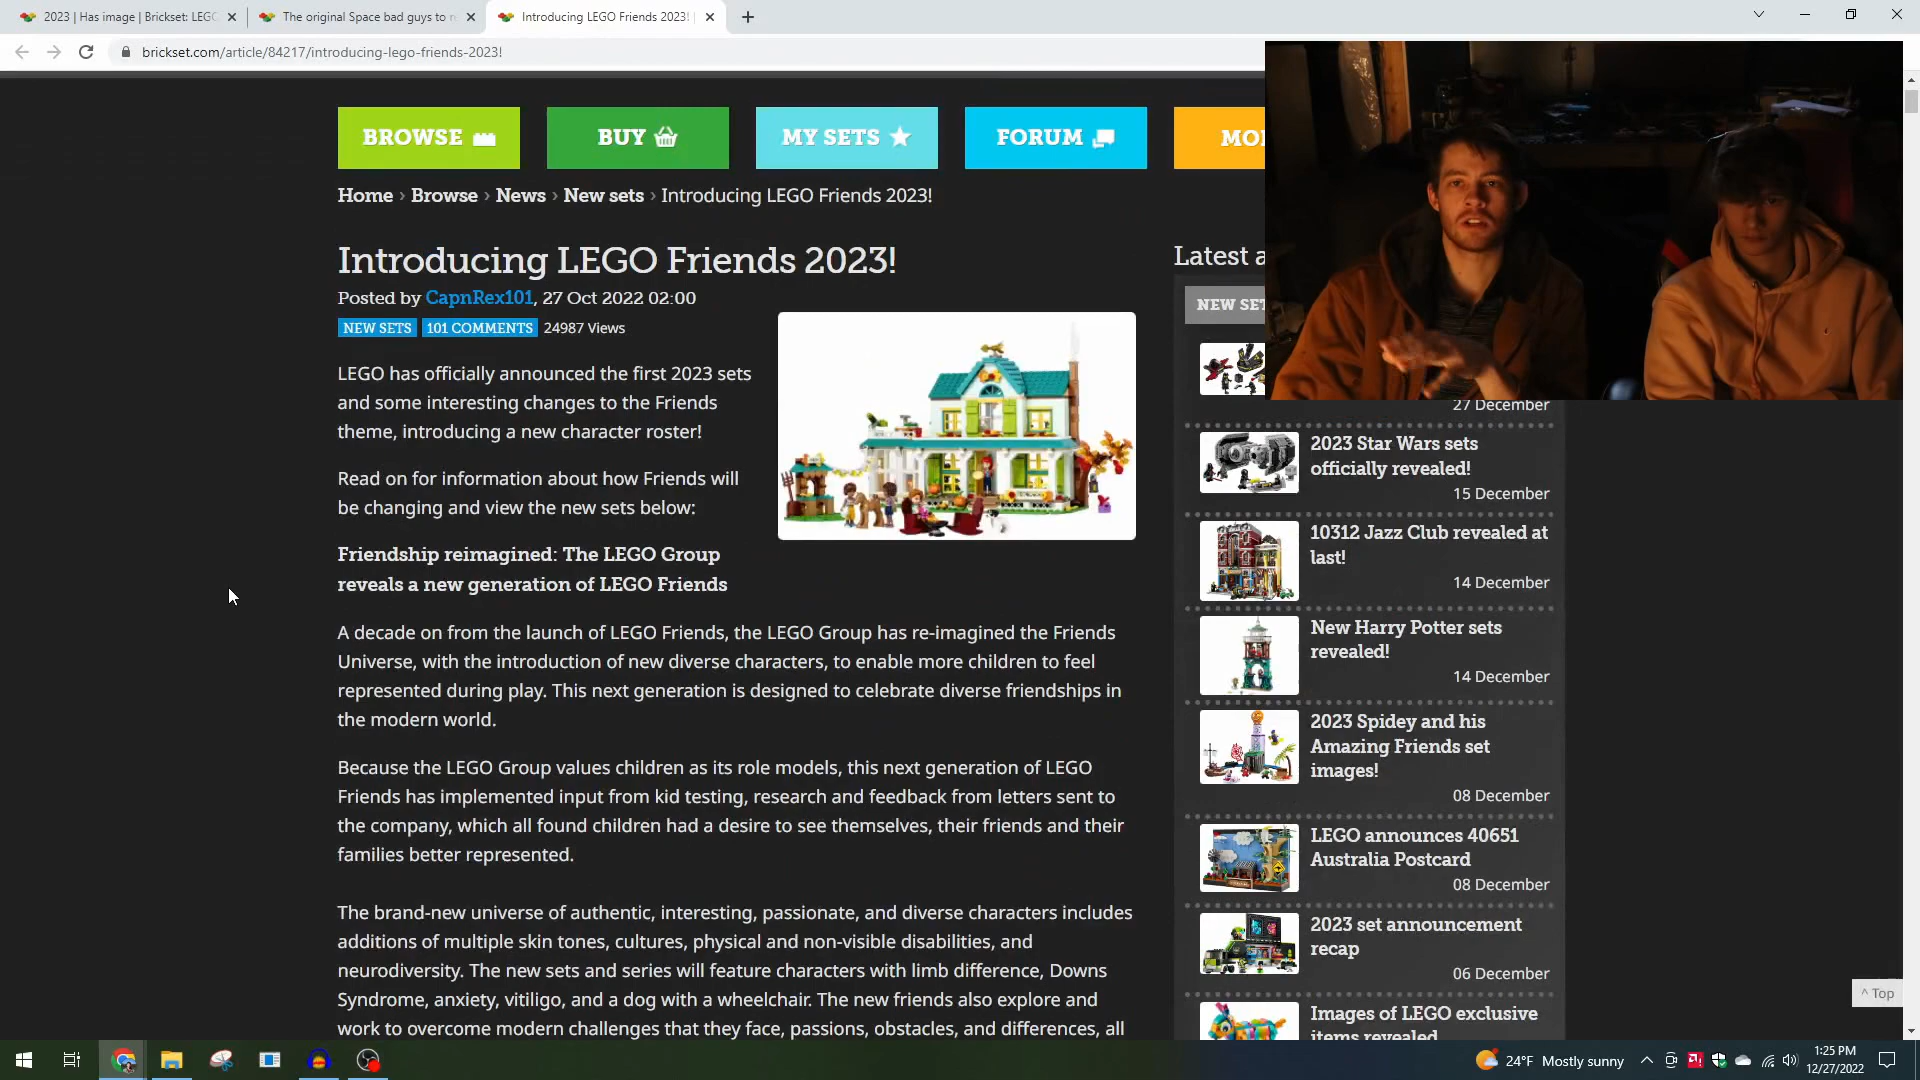 2023 | Has image | Brickset: LEGO
The original Space bad guys to r
Introducing LEGO Friends 2023!
brickset.com/article/84217/introducing-lego-friends-2023!
BROWSE
BUY
MY SETS
FORUM
MO
Home › Browse › News › New sets › Introducing LEGO Friends 2023!
Introducing LEGO Friends 2023!
Posted by CapnRex101, 27 Oct 2022 02:00
NEW SETS 101 COMMENTS 24987 Views
LEGO has officially announced the first 2023 sets
and some interesting changes to the Friends
theme, introducing a new character roster!
Read on for information about how Friends will
be changing and view the new sets below:
Friendship reimagined: The LEGO Group
reveals a new generation of LEGO Friends
A decade on from the launch of LEGO Friends, the LEGO Group has re-imagined the Friends
Universe, with the introduction of new diverse characters, to enable more children to feel
represented during play. This next generation is designed to celebrate diverse friendships in
the modern world.
Because the LEGO Group values children as its role models, this next generation of LEGO
Friends has implemented input from kid testing, research and feedback from letters sent to
the company, which all found children had a desire to see themselves, their friends and their
families better represented.
The brand-new universe of authentic, interesting, passionate, and diverse characters includes
additions of multiple skin tones, cultures, physical and non-visible disabilities, and
neurodiversity. The new sets and series will feature characters with limb difference, Downs
Syndrome, anxiety, vitiligo, and a dog with a wheelchair. The new friends also explore and
work to overcome modern challenges that they face, passions, obstacles, and differences, all
Latest a
NEW SET
27 December
2023 Star Wars sets
officially revealed!
15 December
10312 Jazz Club revealed at
last!
14 December
New Harry Potter sets
revealed!
14 December
2023 Spidey and his
Amazing Friends set
images!
08 December
LEGO announces 40651
Australia Postcard
08 December
2023 set announcement
recap
06 December
Images of LEGO exclusive
items revealed
^ Top
24°F Mostly sunny
1:25 PM
12/27/2022